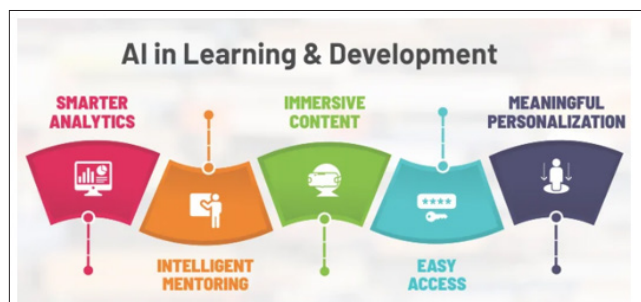 AI in Learning & Development
SMARTER
ANALYTICS
IMMERSIVE
CONTENT
MEANINGFUL
PERSONALIZATION
****
INTELLIGENT
MENTORING
EASY
ACCESS